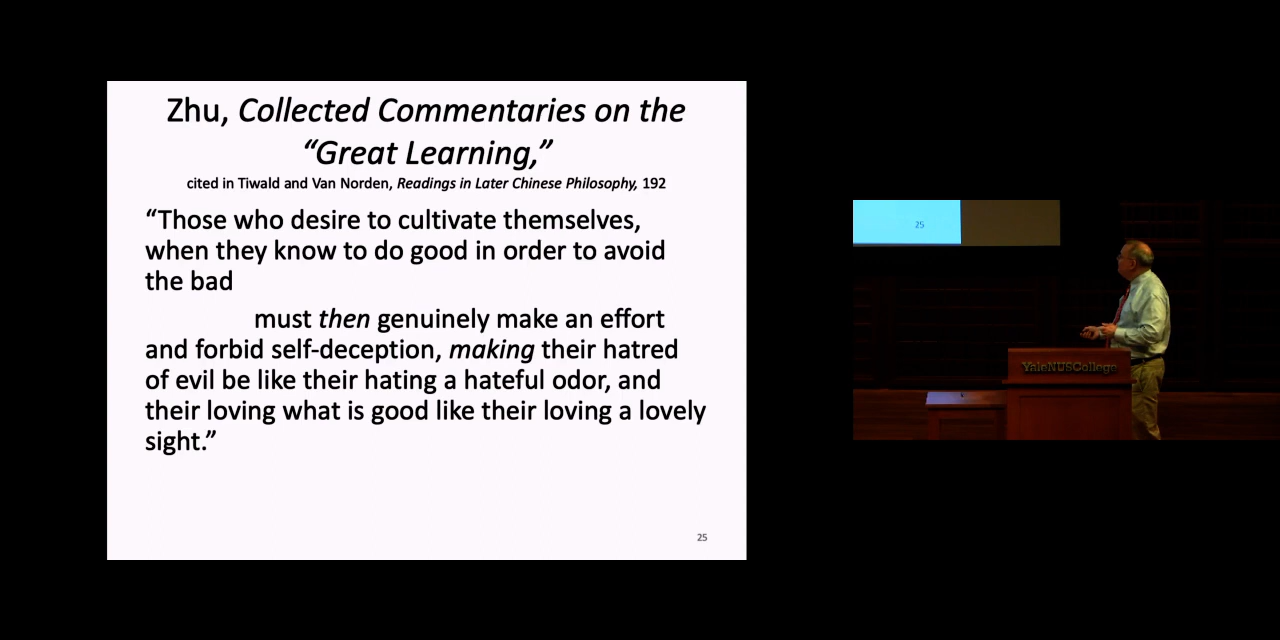 Zhu, Collected Commentaries on the
“Great Learning,”
cited in Tiwald and Van Norden, Readings in Later Chinese Philosophy, 192
“Those who desire to cultivate themselves,
when they know to do good in order to avoid
the bad
must then genuinely make an effort
and forbid self-deception, making their hatred
of evil be like their hating a hateful odor, and
their loving what is good like their loving a lovely
sight.”
25
25
YaleNUSCollege